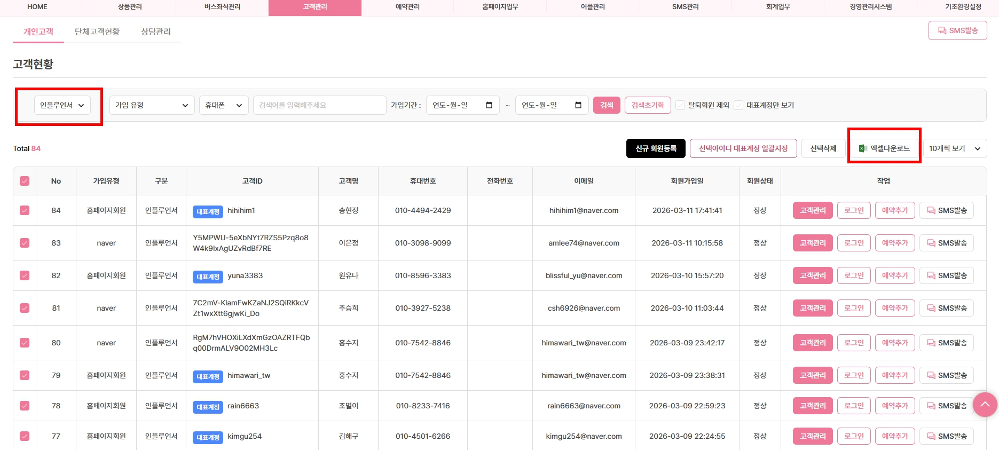 HOME 상품관리 버스좌석관리 고객관리 예약관리 홈페이지업무 어플관리 SMS관리 회계업무 경영관리시스템 기초환경설정
개인고객 단체고객현황 상담관리 SMS발송
고객현황
인플루언서 가입 유형 휴대폰 검색어를 입력해주세요 가입기간 : 연도-월-일 ~ 연도-월-일 검색 검색초기화 탈퇴회원 제외 대표계정만 보기
Total 84 신규 회원등록 선택아이디 대표계정 일괄지정 선택삭제 엑셀다운로드 10개씩 보기
No 가입유형 구분 고객ID 고객명 휴대번호 전화번호 이메일 회원가입일 회원상태 작업
84 홈페이지회원 인플루언서 대표계정 hihihim1 송현정 010-4494-2429 hihihim1@naver.com 2026-03-11 17:41:41 정상 고객관리 로그인 예약추가 SMS발송
83 naver 인플루언서 Y5MPWU-5eXbNYt7RZS5Pzq8o8
W4k9IxAgUZvRdBf7RE 이은정 010-3098-9099 amlee74@naver.com 2026-03-11 10:15:58 정상 고객관리 로그인 예약추가 SMS발송
82 홈페이지회원 인플루언서 대표계정 yuna3383 원유나 010-8596-3383 blissful_yu@naver.com 2026-03-10 15:57:20 정상 고객관리 로그인 예약추가 SMS발송
81 naver 인플루언서 7C2mV-KlamFwKZaNJ2SQiRKkcV
Zt1wxXtt6gjwKi_Do 추승희 010-3927-5238 csh6926@naver.com 2026-03-10 11:03:44 정상 고객관리 로그인 예약추가 SMS발송
80 naver 인플루언서 RgM7hVHOXiLXdXmGzOAZRTFQb
q00DrmALV9O02MH3Lc 홍수지 010-7542-8846 himawari_tw@naver.com 2026-03-09 23:42:17 정상 고객관리 로그인 예약추가 SMS발송
79 홈페이지회원 인플루언서 대표계정 himawari_tw 홍수지 010-7542-8846 himawari_tw@naver.com 2026-03-09 23:38:31 정상 고객관리 로그인 예약추가 SMS발송
78 홈페이지회원 인플루언서 대표계정 rain6663 조별이 010-8233-7416 rain6663@naver.com 2026-03-09 22:59:23 정상 고객관리 로그인 예약추가 SMS발송
77 홈페이지회원 인플루언서 대표계정 kimgu254 김해구 010-4501-6266 kimgu254@naver.com 2026-03-09 22:24:55 정상 고객관리 로그인 예약추가 SMS발송